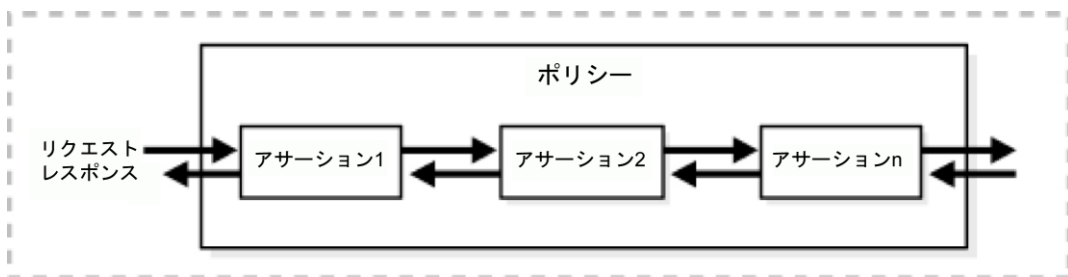 ポリシー
リクエスト
レスポンス
アサーション1
アサーション2
アサーションn